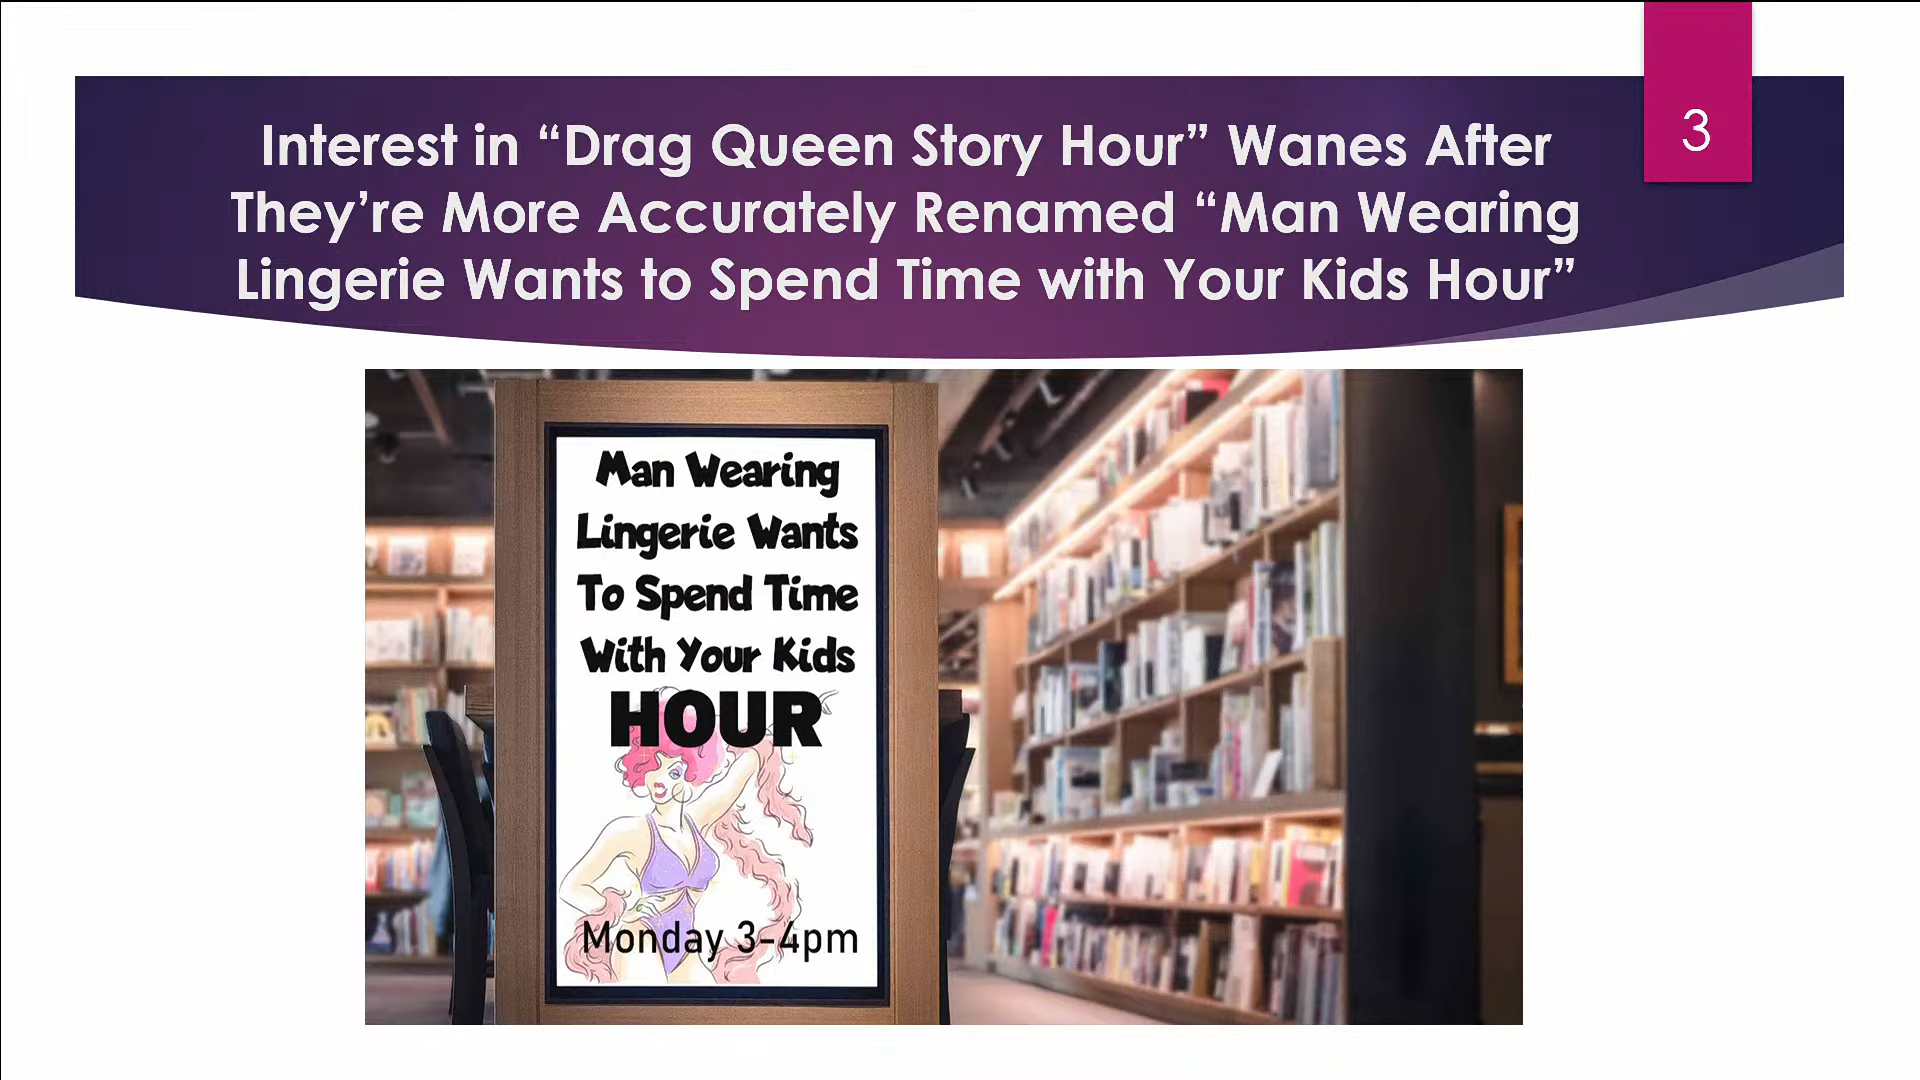 3
Interest in “Drag Queen Story Hour” Wanes After
They’re More Accurately Renamed “Man Wearing
Lingerie Wants to Spend Time with Your Kids Hour”
Man Wearing
Lingerie Wants
To Spend Time
With Your Kids
HOUR
Monday 3-4pm